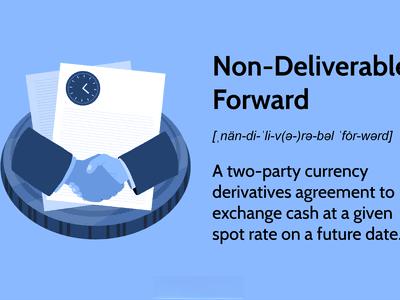 Non-Deliverable
Forward
[ˌnän-di-ˈli-v(ə-)rə-bəl ˈfȯr-wərd]
A two-party currency
derivatives agreement to
exchange cash at a given
spot rate on a future date.